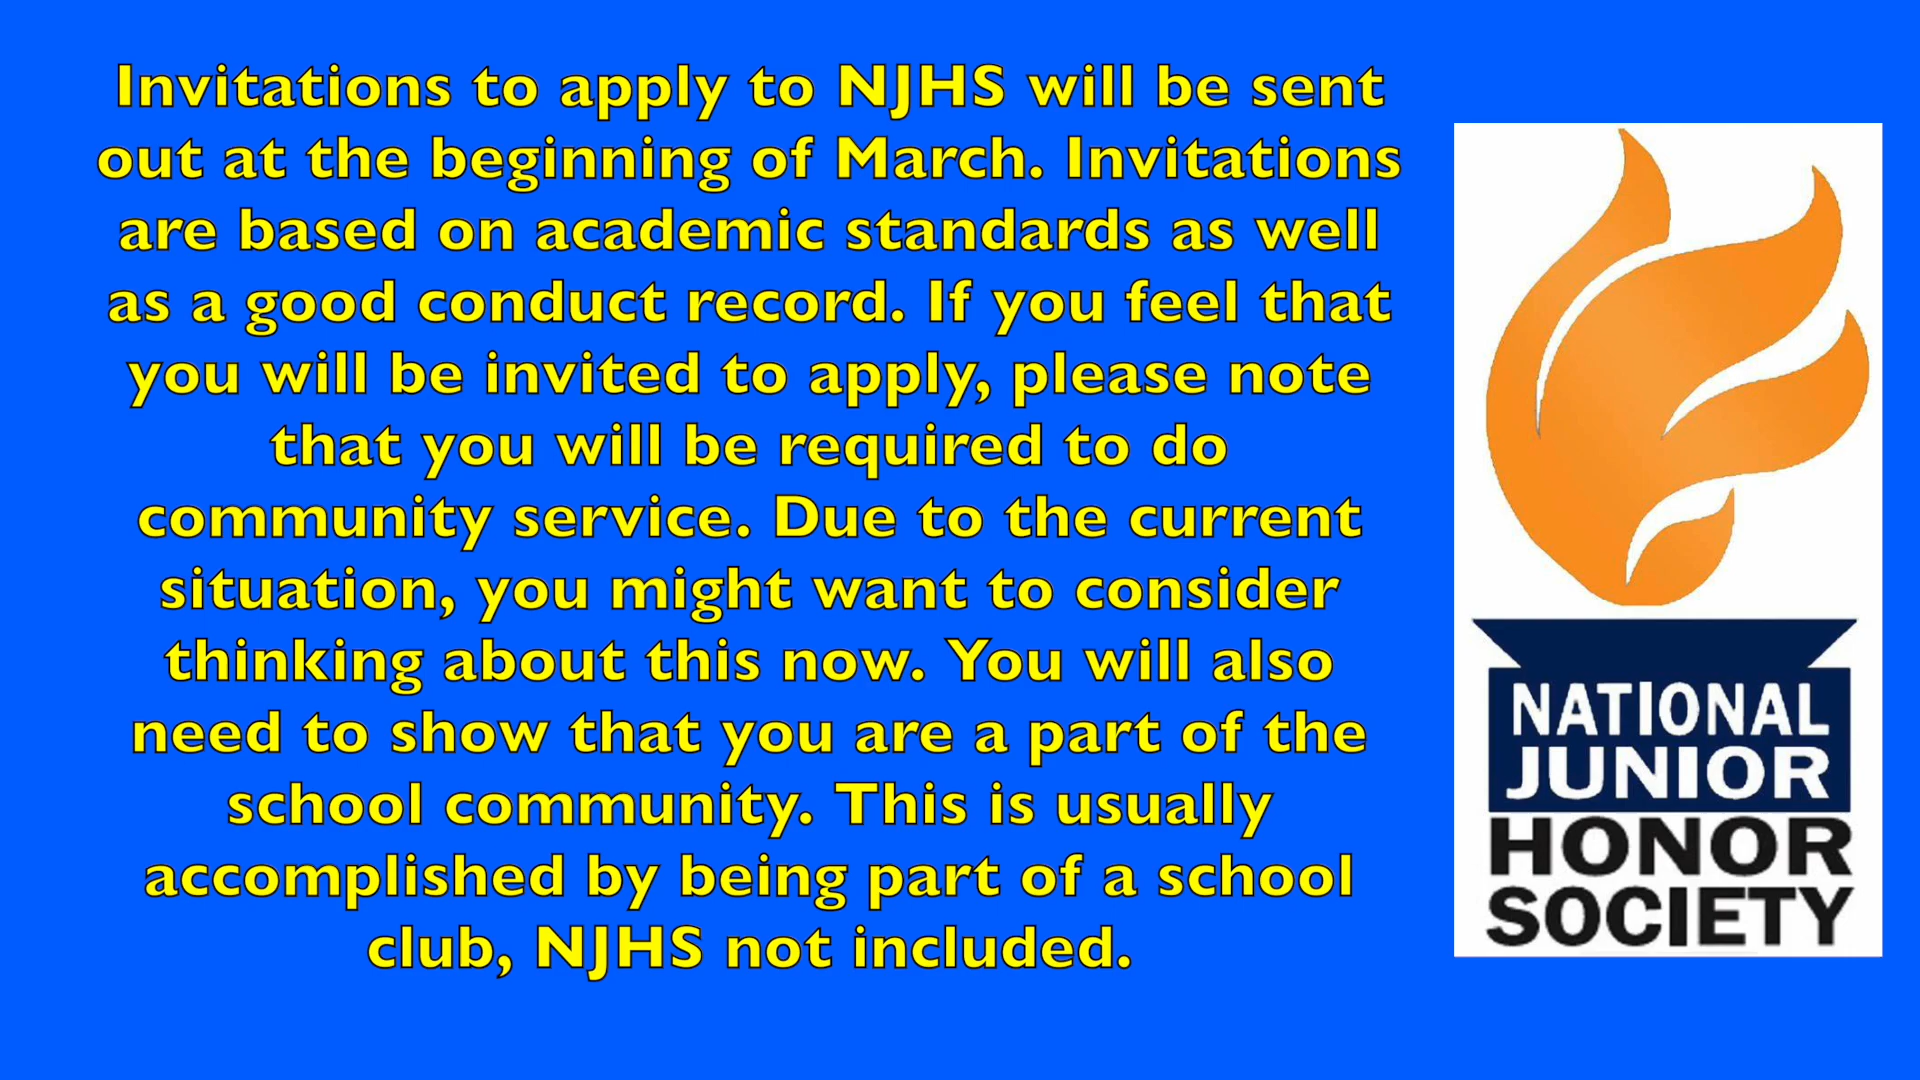 Invitations to apply to NJHS will be sent
out at the beginning of March. Invitations
are based on academic standards as well
as a good conduct record. If you feel that
you will be invited to apply, please note
that you will be required to do
community service. Due to the current
situation, you might want to consider
thinking about this now. You will also
need to show that you are a part of the
school community. This is usually
accomplished by being part of a school
club, NJHS not included.
NATIONAL
JUNIOR
HONOR
SOCIETY